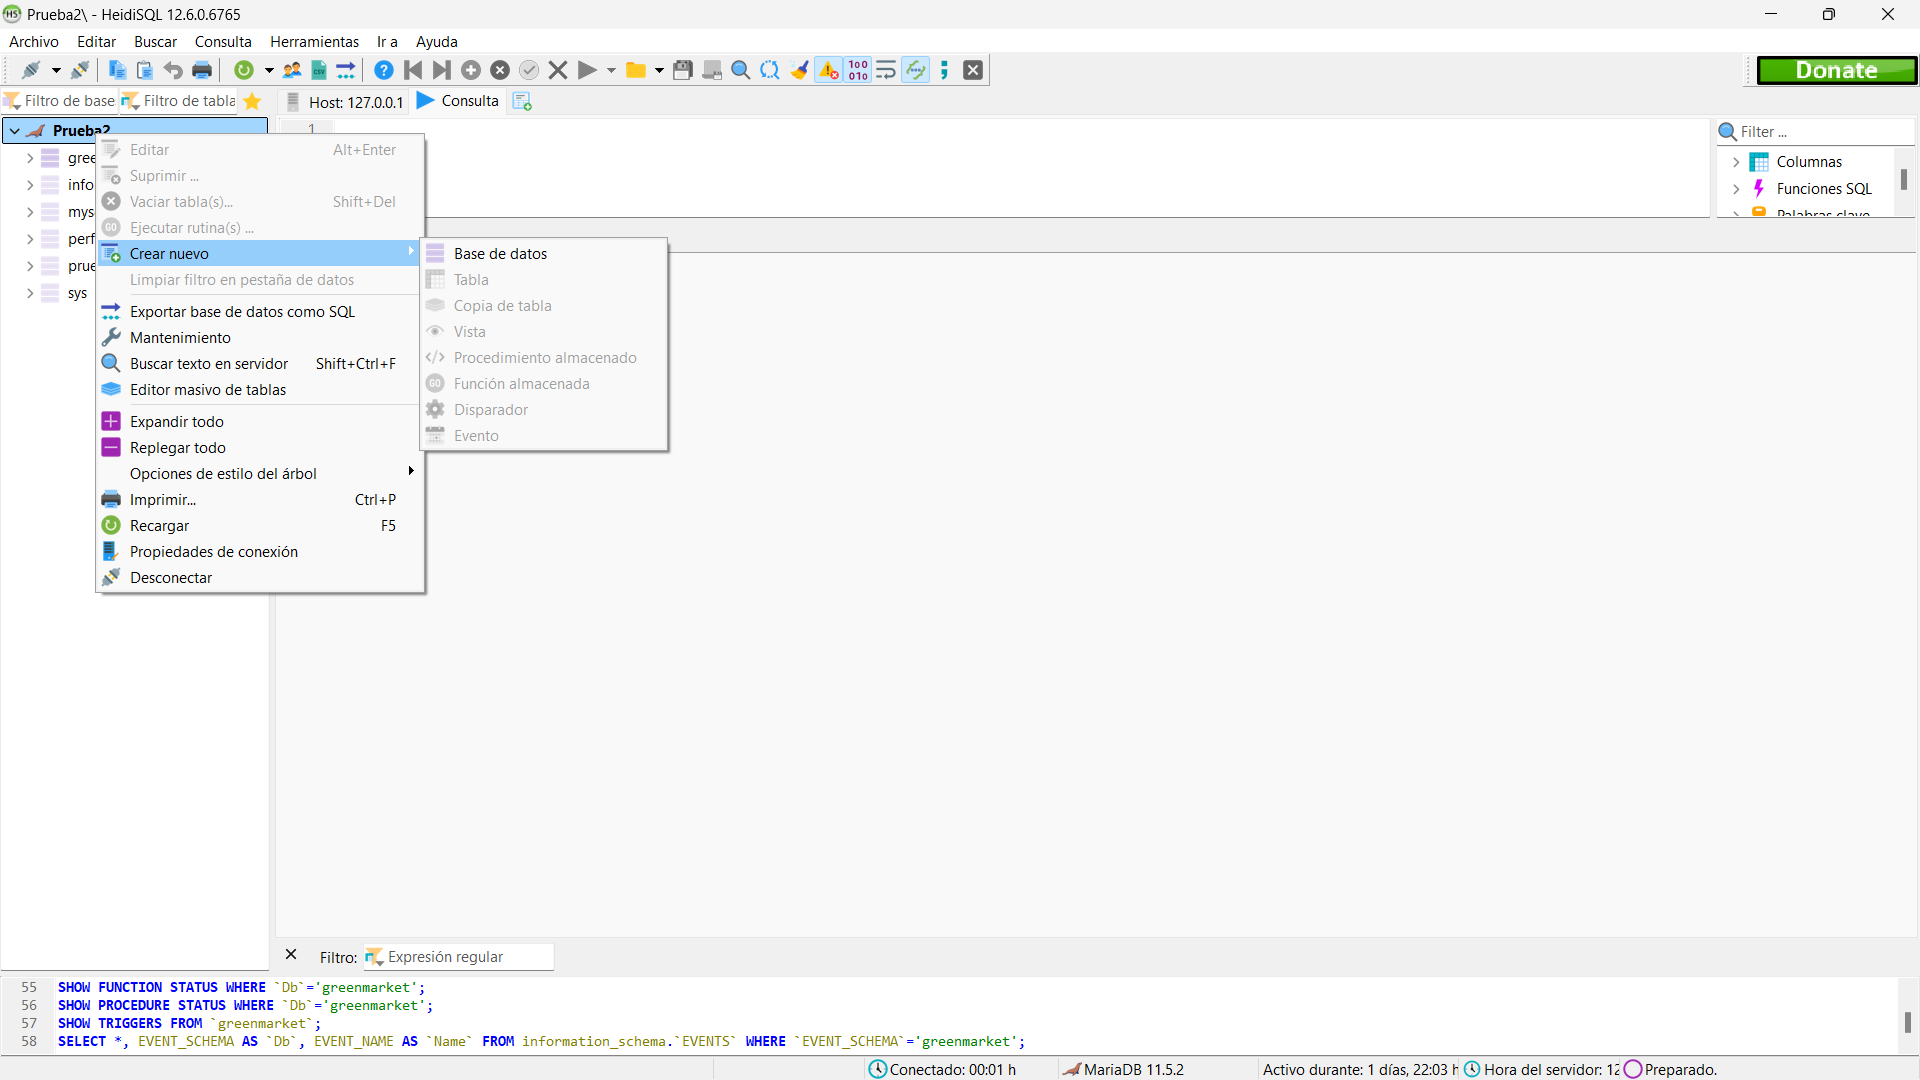 Prueba2\ - HeidiSQL 12.6.0.6765
Archivo Editar Buscar Consulta Herramientas Ir a Ayuda
Donate
Filtro de base Filtro de tabla Host: 127.0.0.1 Consulta
Prueba2
1
Filter ...
Columnas
Funciones SQL
Palabras clave
gree
info
mys
perf
prue
sys
Editar Alt+Enter
Suprimir ...
Vaciar tabla(s)... Shift+Del
Ejecutar rutina(s) ...
Crear nuevo
Limpiar filtro en pestaña de datos
Exportar base de datos como SQL
Mantenimiento
Buscar texto en servidor Shift+Ctrl+F
Editor masivo de tablas
Expandir todo
Replegar todo
Opciones de estilo del árbol
Imprimir... Ctrl+P
Recargar F5
Propiedades de conexión
Desconectar
Base de datos
Tabla
Copia de tabla
Vista
Procedimiento almacenado
Función almacenada
Disparador
Evento
Filtro: Expresión regular
55 SHOW FUNCTION STATUS WHERE `Db`='greenmarket';
56 SHOW PROCEDURE STATUS WHERE `Db`='greenmarket';
57 SHOW TRIGGERS FROM `greenmarket`;
58 SELECT *, EVENT_SCHEMA AS `Db`, EVENT_NAME AS `Name` FROM information_schema.`EVENTS` WHERE `EVENT_SCHEMA`='greenmarket';
Conectado: 00:01 h MariaDB 11.5.2 Activo durante: 1 días, 22:03 h Hora del servidor: 12 Preparado.